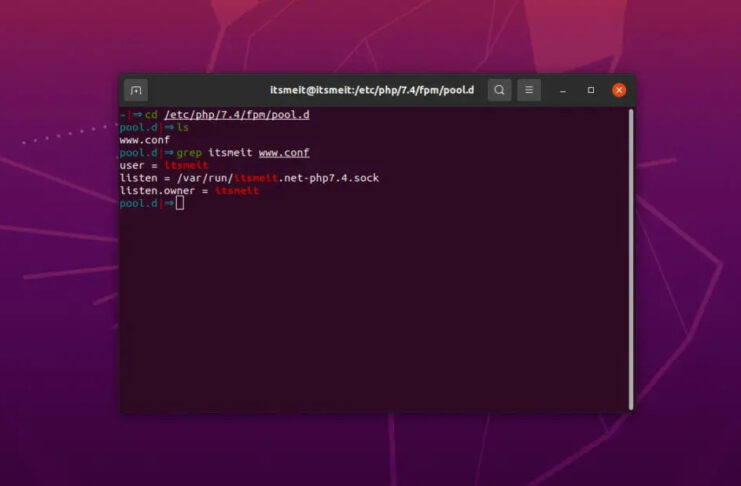 itsmeit@itsmeit:/etc/php/7.4/fpm/pool.d
~|⇒cd /etc/php/7.4/fpm/pool.d
pool.d|⇒ls
www.conf
pool.d|⇒grep itsmeit www.conf
user = itsmeit
listen = /var/run/itsmeit.net-php7.4.sock
listen.owner = itsmeit
pool.d|⇒